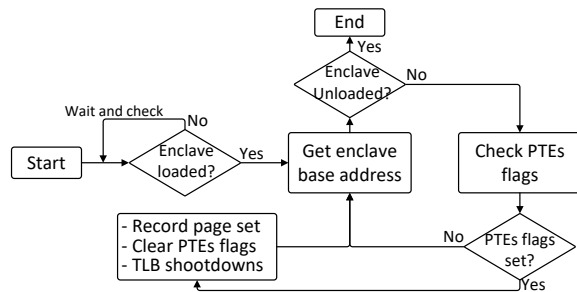 End
Yes
Enclave
Unloaded?
No
Wait and check
No
Start
Enclave
loaded?
Yes
Get enclave
base address
Check PTEs
flags
- Record page set
- Clear PTEs flags
- TLB shootdowns
No
PTEs flags
set?
Yes